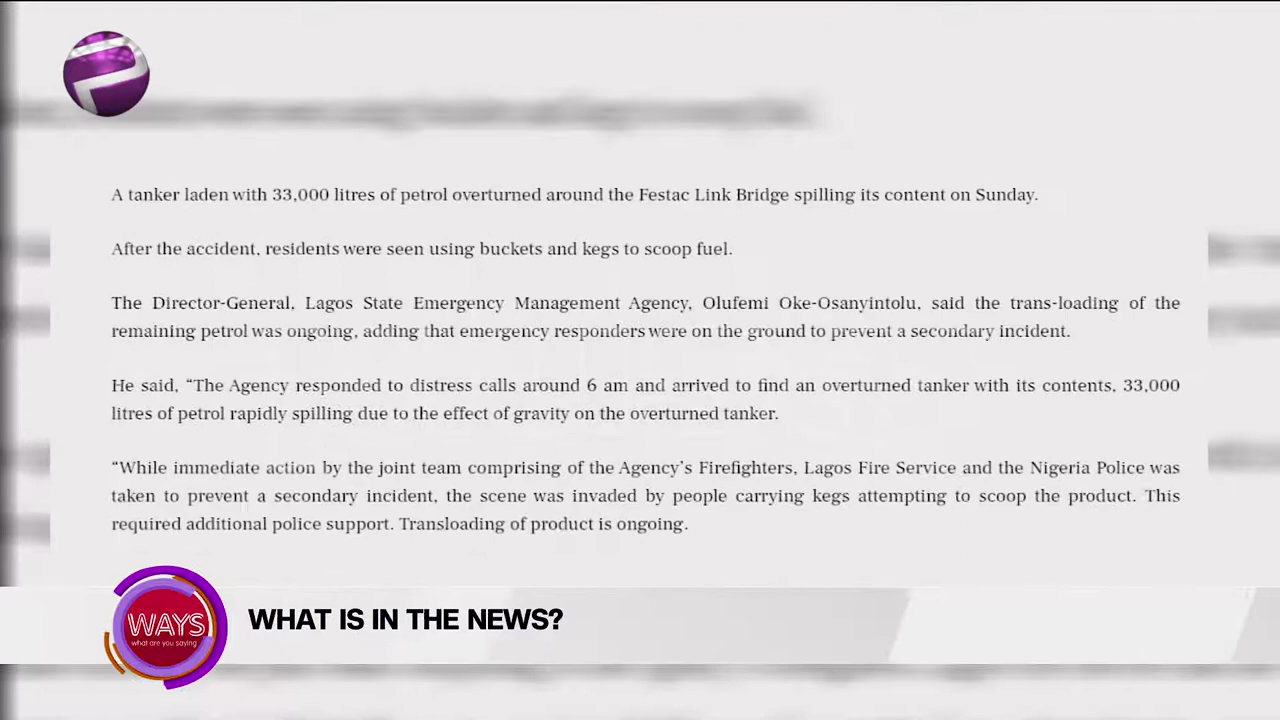 A tanker laden with 33,000 litres of petrol overturned around the Festac Link Bridge spilling its content on Sunday.
After the accident, residents were seen using buckets and kegs to scoop fuel.
The Director-General, Lagos State Emergency Management Agency, Olufemi Oke-Osanyintolu, said the trans-loading of the
remaining petrol was ongoing, adding that emergency responders were on the ground to prevent a secondary incident.
He said, “The Agency responded to distress calls around 6 am and arrived to find an overturned tanker with its contents, 33,000
litres of petrol rapidly spilling due to the effect of gravity on the overturned tanker.
“While immediate action by the joint team comprising of the Agency’s Firefighters, Lagos Fire Service and the Nigeria Police was
taken to prevent a secondary incident, the scene was invaded by people carrying kegs attempting to scoop the product. This
required additional police support. Transloading of product is ongoing.
WAYS
what are you saying
WHAT IS IN THE NEWS?